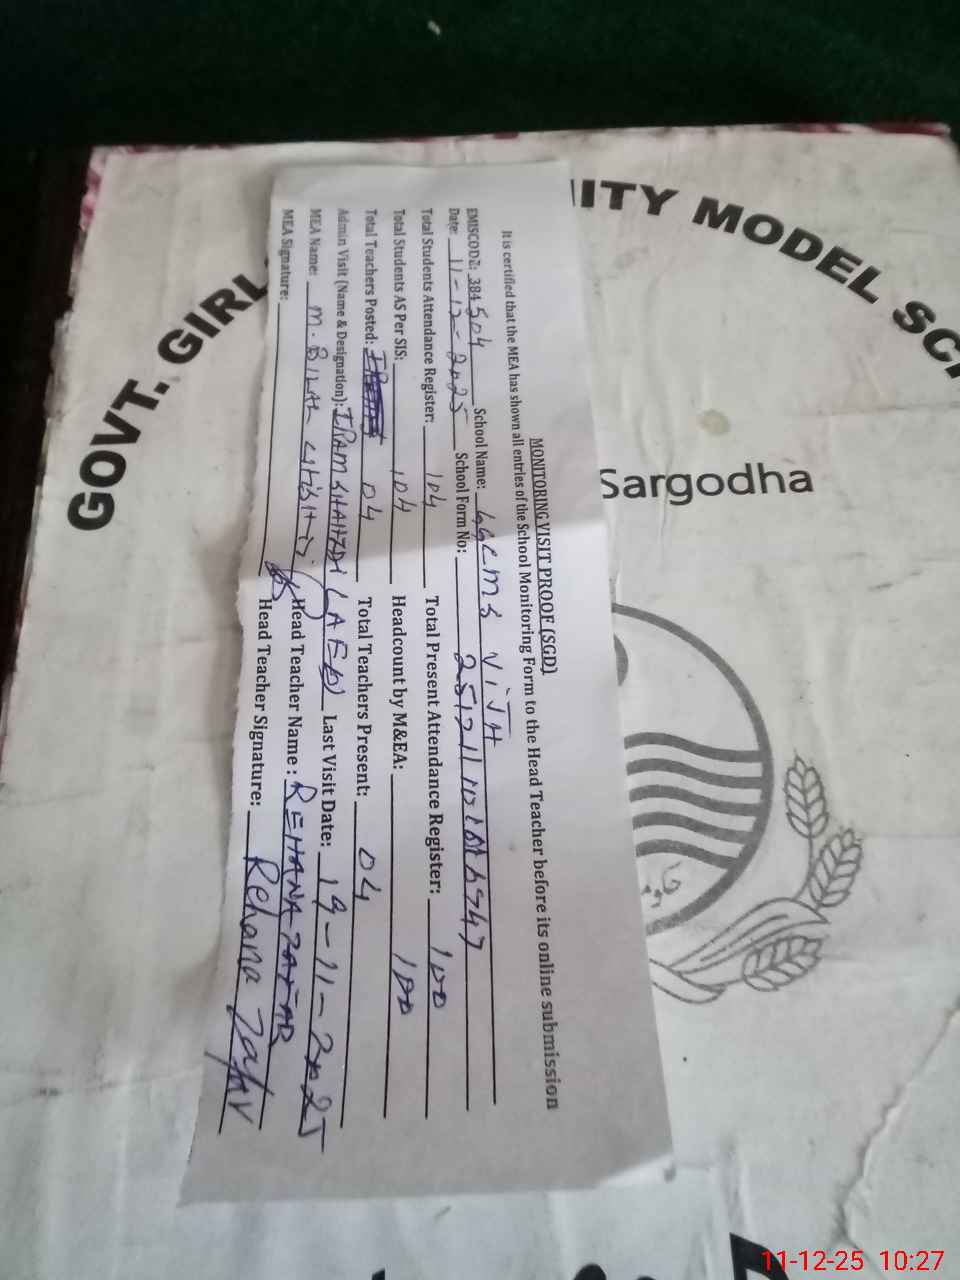 GOVT. GIRL
ITY MODEL SC
Sargodha
MONITORING VISIT PROOF (SGD)
It is certified that the MEA has shown all entries of the School Monitoring Form to the Head Teacher before its online submission
EMISCODE: 384504 School Name: GGCMS VIJH
Date: 11-12-2025 School Form No:
Total Students Attendance Register: 104 Total Present Attendance Register: 100
Total Students AS Per SIS: 104 Headcount by M&EA: 100
Total Teachers Posted: 04 Total Teachers Present: 04
Admin Visit (Name & Designation): IRAM SHAHZADI (AEO) Last Visit Date: 19-11-2025
MEA Name: M. BILAL CHISHTI Head Teacher Name: REHANA ZAFAR
MEA Signature: Head Teacher Signature: Rehana Zafar
11-12-25 10:27